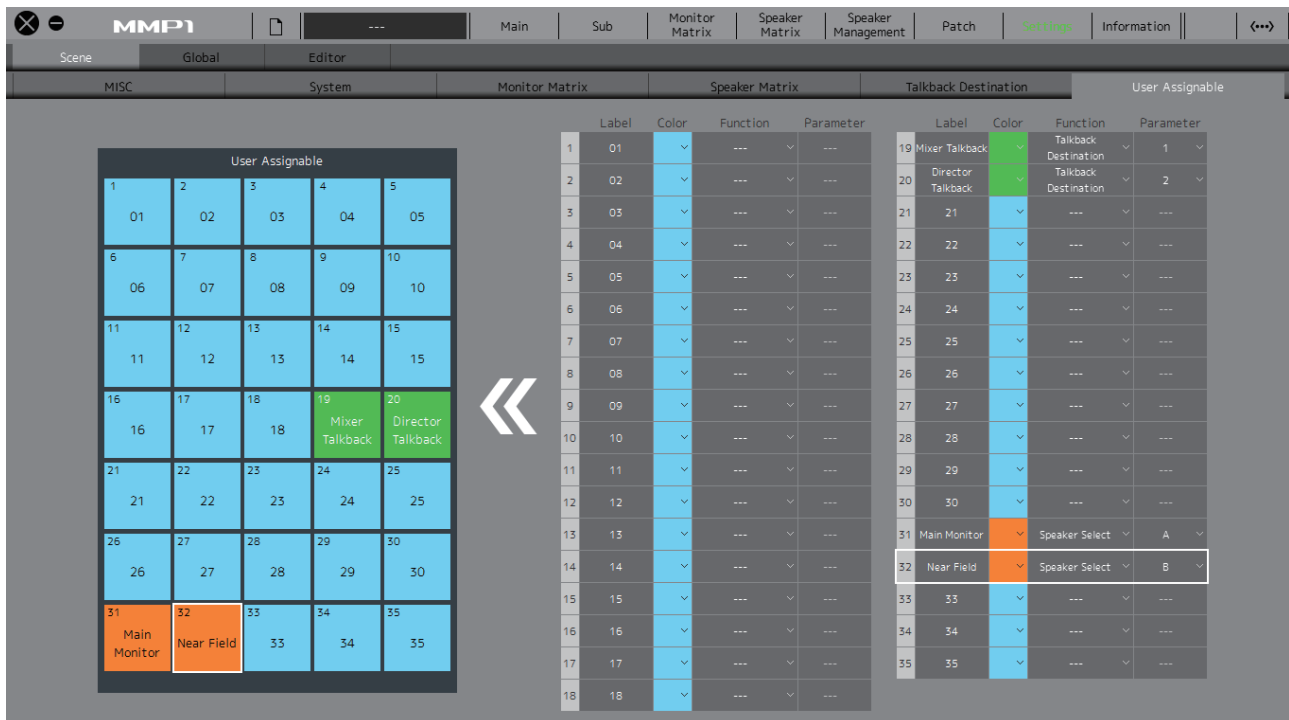 MMP1
---
Main
Sub
Monitor
Matrix
Speaker
Matrix
Speaker
Management
Patch
Settings
Information
Scene
Global
Editor
MISC
System
Monitor Matrix
Speaker Matrix
Talkback Destination
User Assignable
User Assignable
1 2 3 4 5
01 02 03 04 05
6 7 8 9 10
06 07 08 09 10
11 12 13 14 15
11 12 13 14 15
16 17 18 19 20
16 17 18 Mixer Talkback Director Talkback
21 22 23 24 25
21 22 23 24 25
26 27 28 29 30
26 27 28 29 30
31 32 33 34 35
Main Monitor Near Field 33 34 35
Label Color Function Parameter
1 01 --- ---
2 02 --- ---
3 03 --- ---
4 04 --- ---
5 05 --- ---
6 06 --- ---
7 07 --- ---
8 08 --- ---
9 09 --- ---
10 10 --- ---
11 11 --- ---
12 12 --- ---
13 13 --- ---
14 14 --- ---
15 15 --- ---
16 16 --- ---
17 17 --- ---
18 18 --- ---
Label Color Function Parameter
19 Mixer Talkback Talkback Destination 1
20 Director Talkback Talkback Destination 2
21 21 --- ---
22 22 --- ---
23 23 --- ---
24 24 --- ---
25 25 --- ---
26 26 --- ---
27 27 --- ---
28 28 --- ---
29 29 --- ---
30 30 --- ---
31 Main Monitor Speaker Select A
32 Near Field Speaker Select B
33 33 --- ---
34 34 --- ---
35 35 --- ---